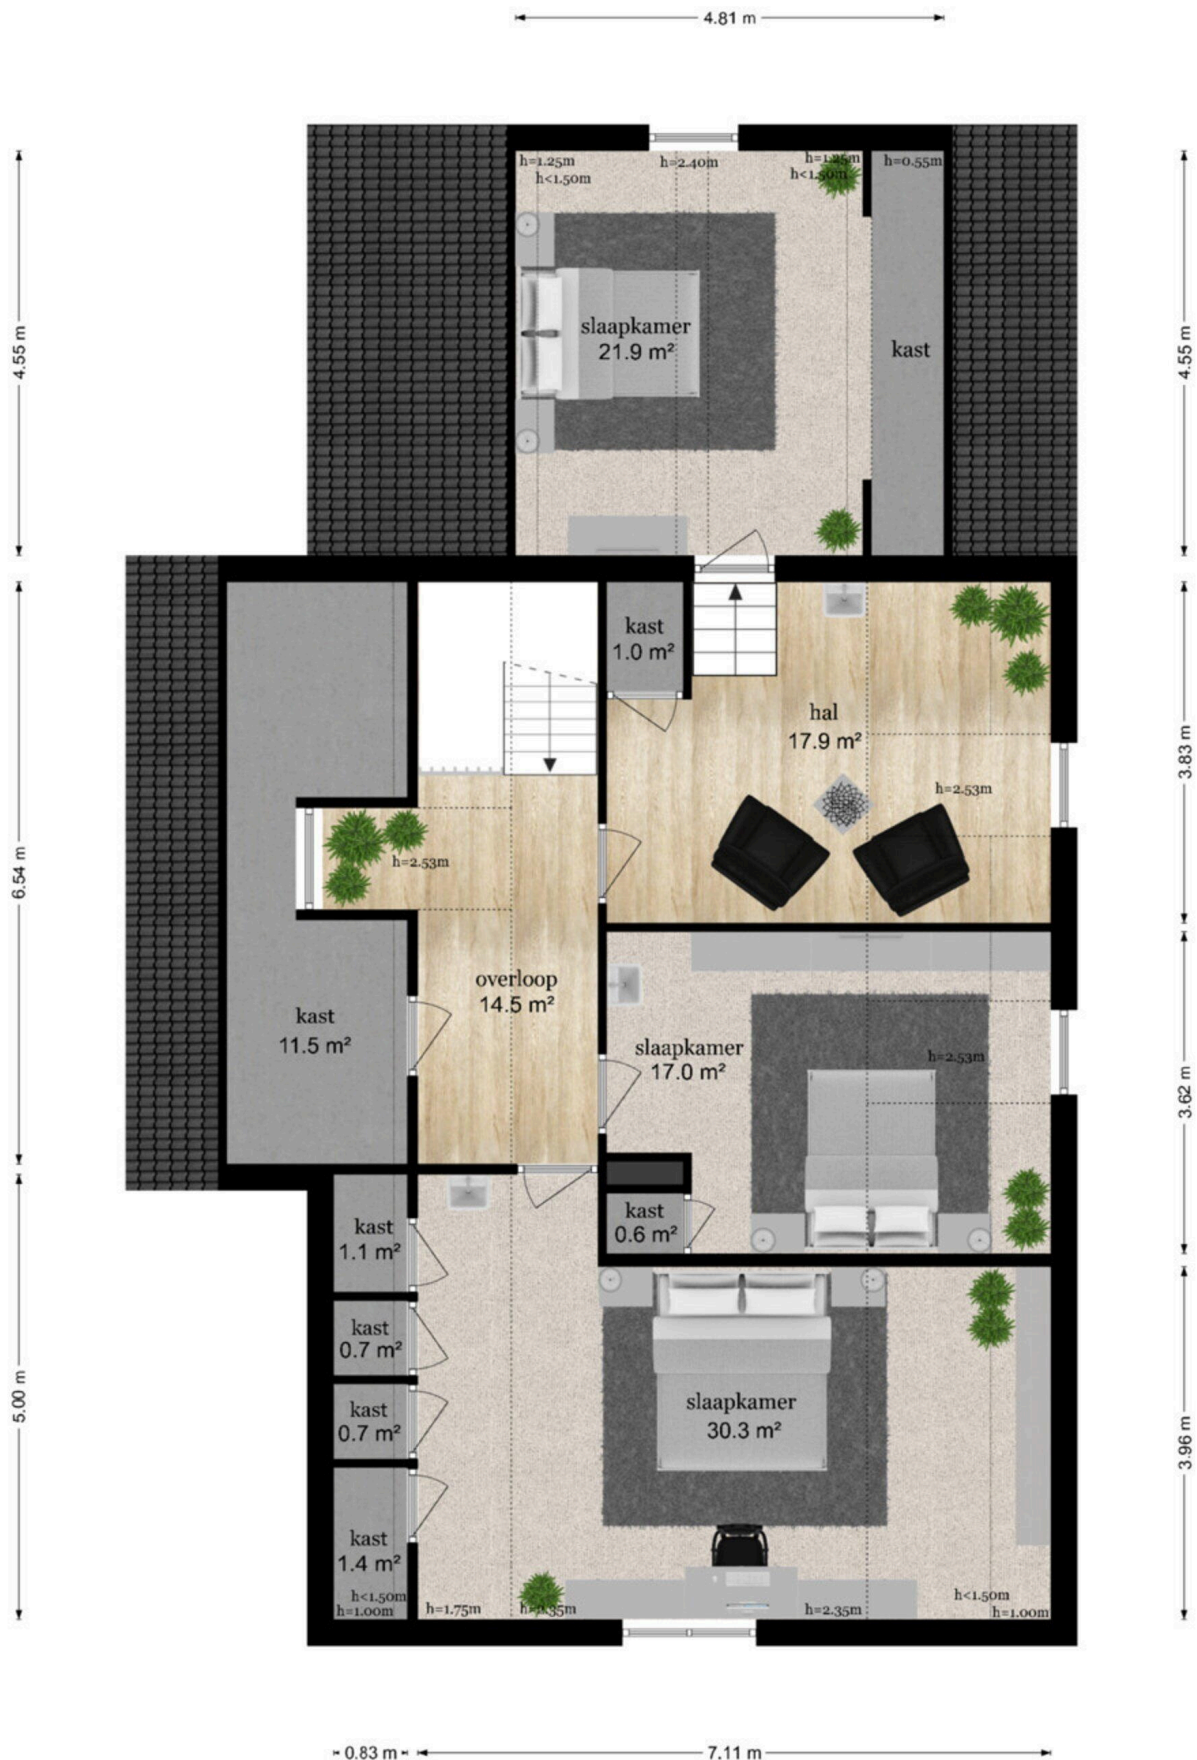 4.81 m
h=1.25m
h<1.50m
h=2.40m
h=1.25m
h<1.50m
h=0.55m
4.55 m
4.55 m
slaapkamer
21.9 m²
kast
kast
1.0 m²
hal
17.9 m²
h=2.53m
3.83 m
6.54 m
h=2.53m
overloop
14.5 m²
kast
11.5 m²
slaapkamer
17.0 m²
h=2.53m
3.62 m
kast
0.6 m²
kast
1.1 m²
kast
0.7 m²
kast
0.7 m²
kast
1.4 m²
h<1.50m
h=1.00m
5.00 m
slaapkamer
30.3 m²
3.96 m
h=1.75m
h=2.35m
h=2.35m
h<1.50m
h=1.00m
0.83 m
7.11 m